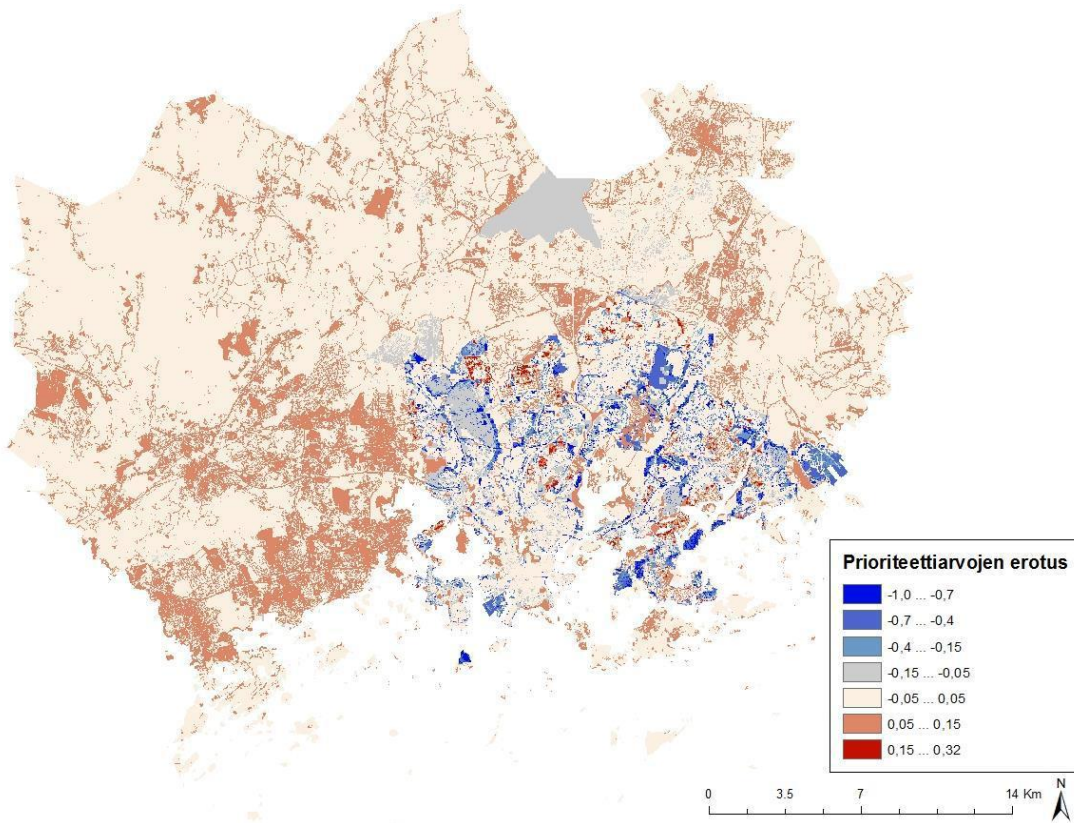 Prioriteettiarvojen erotus
-1,0 ... -0,7
-0,7 ... -0,4
-0,4 ... -0,15
-0,15 ... -0,05
-0,05 ... 0,05
0,05 ... 0,15
0,15 ... 0,32
0 3.5 7 14 Km
N